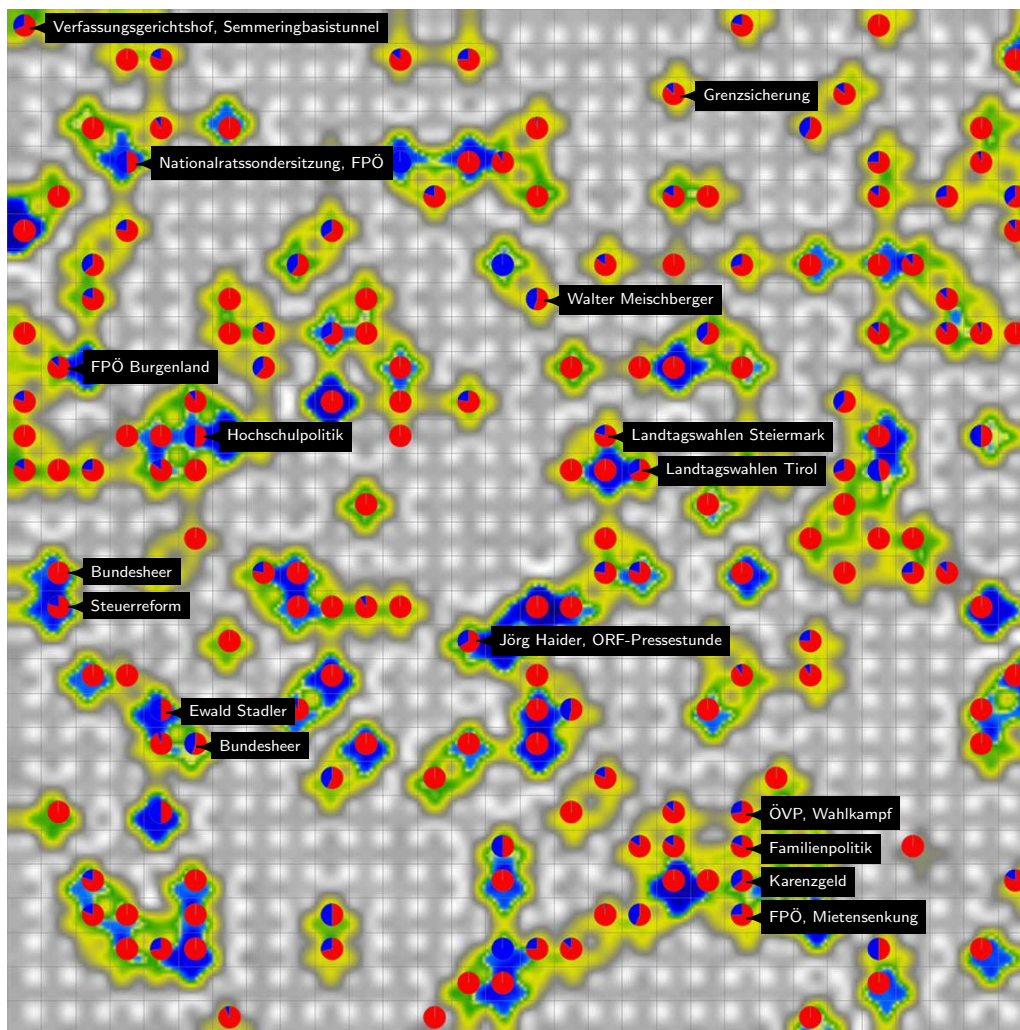 Verfassungsgerichtshof, Semmeringbasistunnel
Grenzsicherung
Nationalratssondersitzung, FPÖ
Walter Meischberger
FPÖ Burgenland
Hochschulpolitik
Landtagswahlen Steiermark
Landtagswahlen Tirol
Bundesheer
Steuerreform
Jörg Haider, ORF-Pressestunde
Ewald Stadler
Bundesheer
ÖVP, Wahlkampf
Familienpolitik
Karenzgeld
FPÖ, Mietensenkung